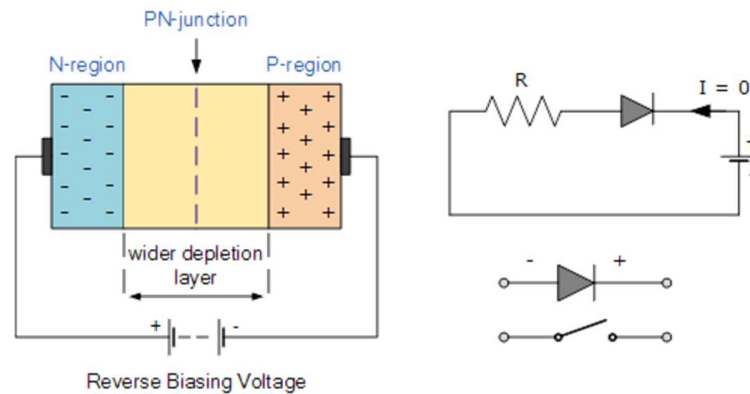 PN-junction
N-region
P-region
wider depletion
layer
+ -
Reverse Biasing Voltage
R
I = 0
+
-
- +